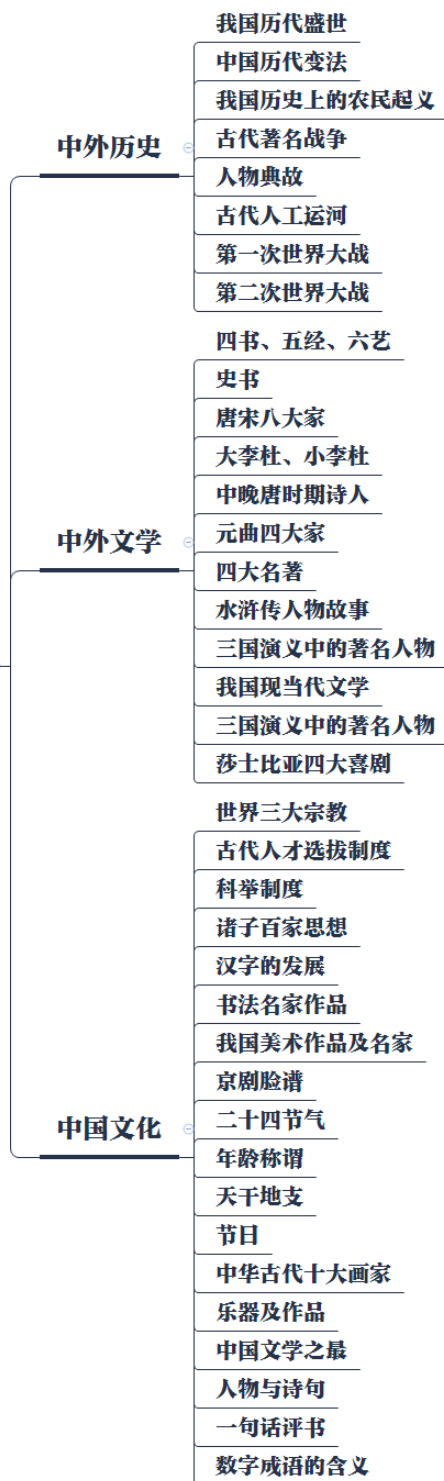 中外历史
我国历代盛世
中国历代变法
我国历史上的农民起义
古代著名战争
人物典故
古代人工运河
第一次世界大战
第二次世界大战
中外文学
四书、五经、六艺
史书
唐宋八大家
大李杜、小李杜
中晚唐时期诗人
元曲四大家
四大名著
水浒传人物故事
三国演义中的著名人物
我国现当代文学
三国演义中的著名人物
莎士比亚四大喜剧
中国文化
世界三大宗教
古代人才选拔制度
科举制度
诸子百家思想
汉字的发展
书法名家作品
我国美术作品及名家
京剧脸谱
二十四节气
年龄称谓
天干地支
节日
中华古代十大画家
乐器及作品
中国文学之最
人物与诗句
一句话评书
数字成语的含义